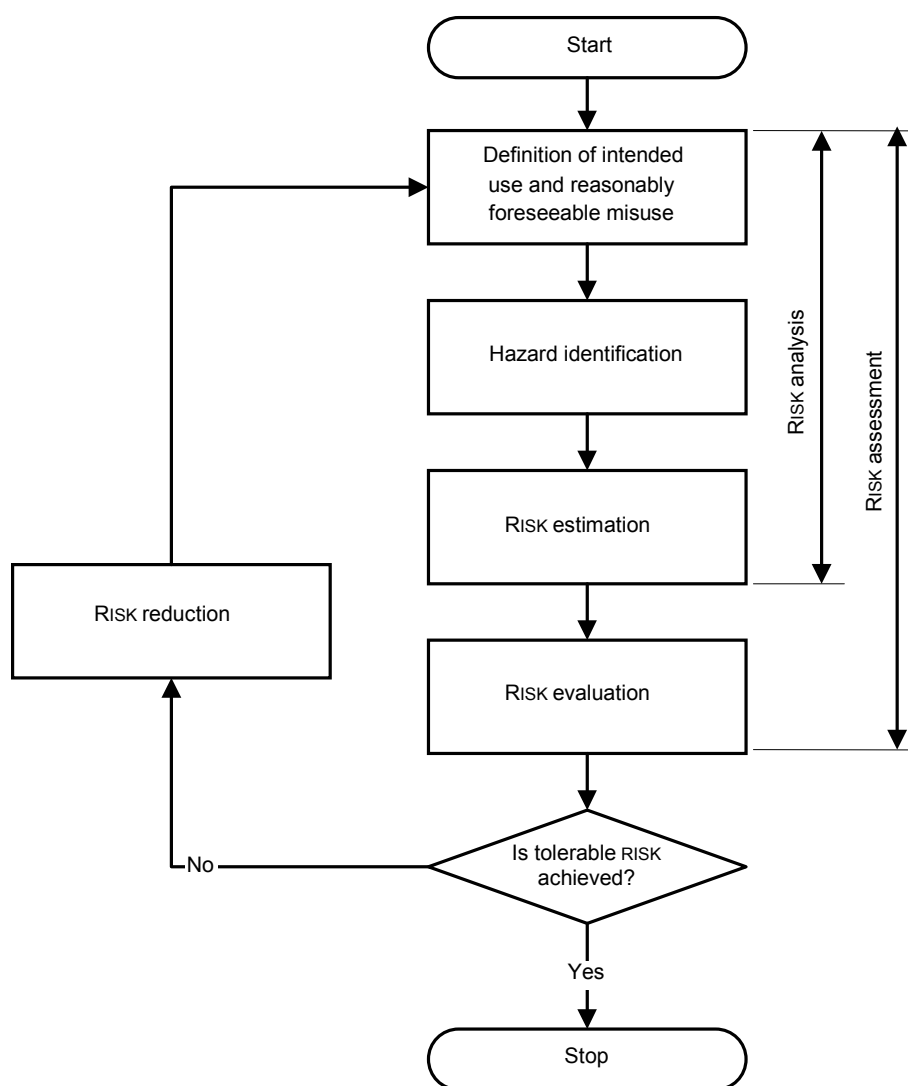 Start
Definition of intended
use and reasonably
foreseeable misuse
Hazard identification
RISK analysis
RISK assessment
RISK estimation
RISK reduction
RISK evaluation
Is tolerable RISK
achieved?
No
Yes
Stop